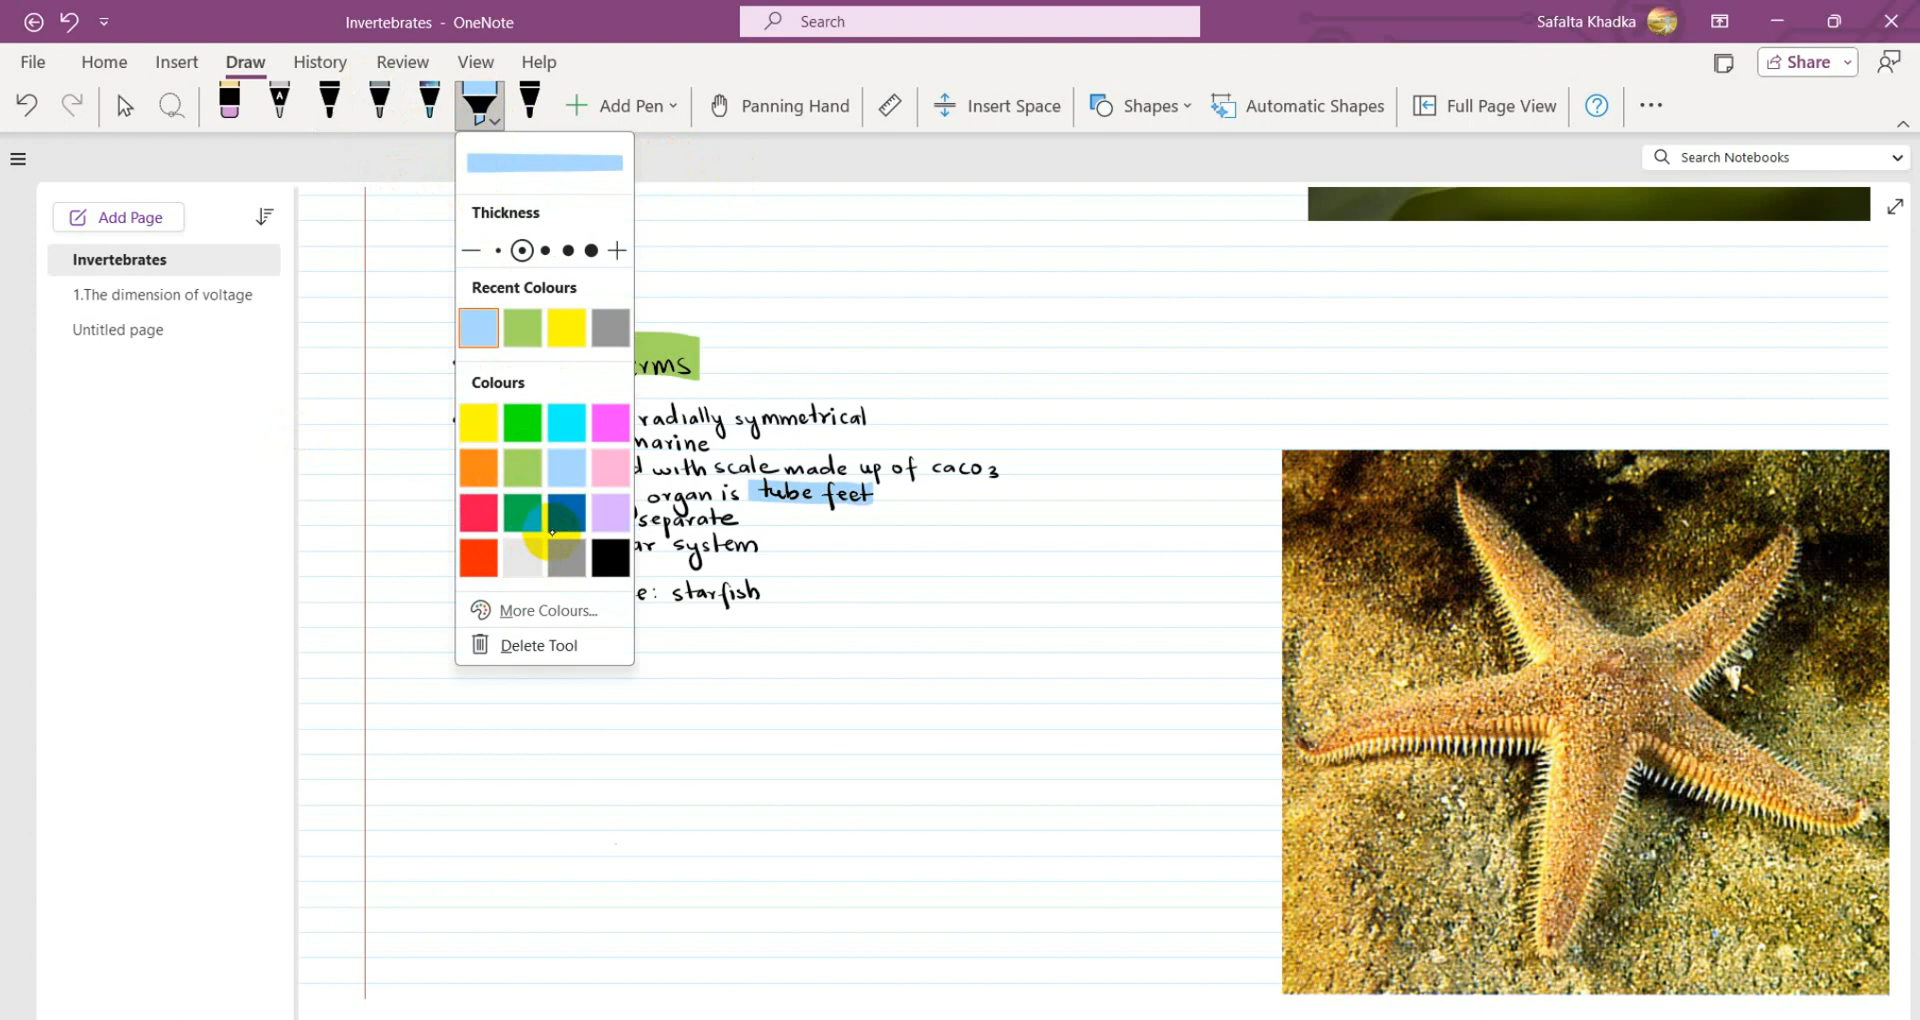 Invertebrates - OneNote
Search
Safalta Khadka
File Home Insert Draw History Review View Help
Share
A
Add Pen
Panning Hand
Insert Space
Shapes
Automatic Shapes
Full Page View
Search Notebooks
Add Page
Invertebrates
1.The dimension of voltage
Untitled page
Thickness
Recent Colours
Colours
More Colours...
Delete Tool
radially symmetrical
with scale made up of caco3
organ is tube feet
separate
system
starfish